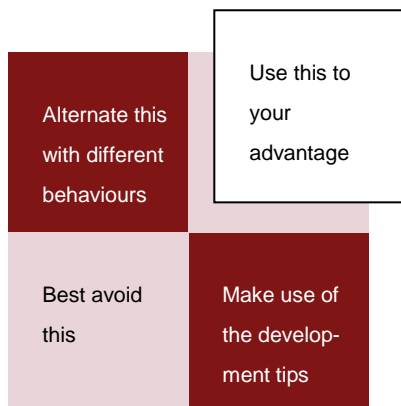 Alternate this
with different
behaviours
Use this to
your
advantage
Best avoid
this
Make use of
the develop-
ment tips